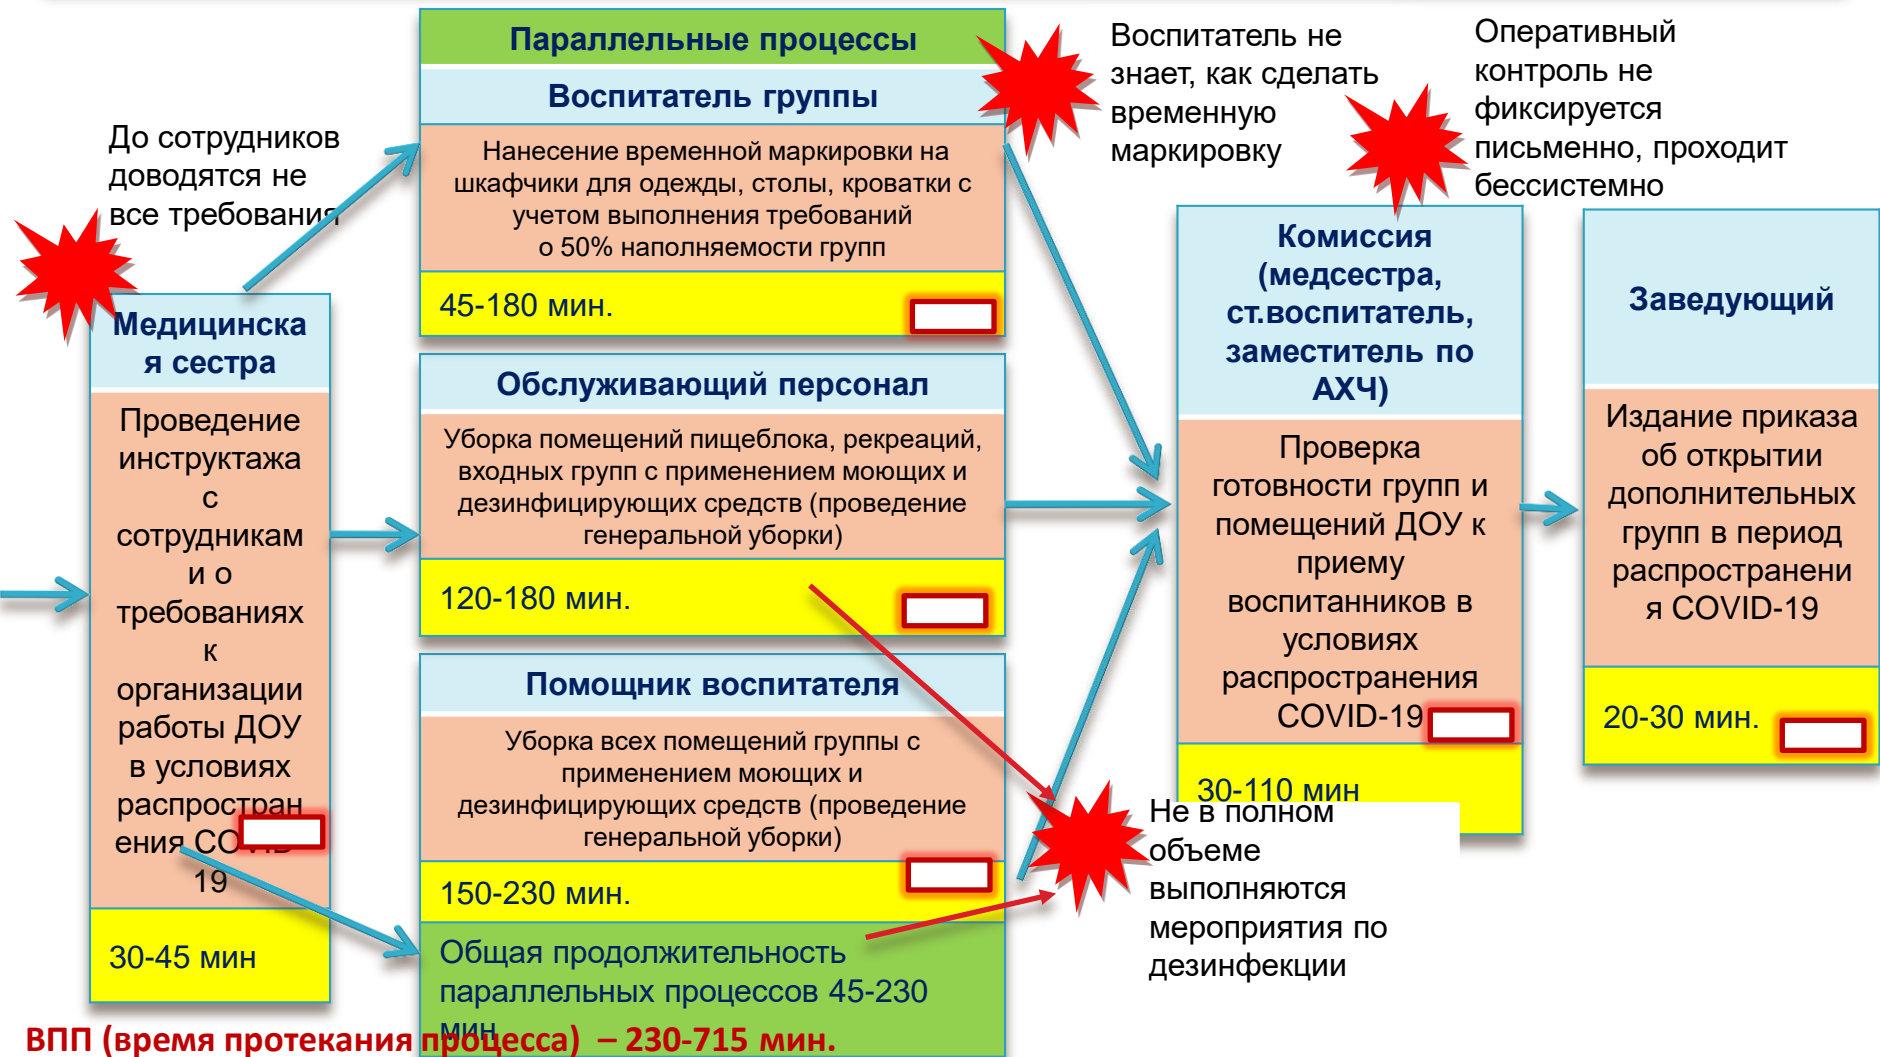 До сотрудников
доводятся не
все требования
Медицинска
я сестра
Проведение
инструктажа
с
сотрудникам
и о
требованиях
к
организации
работы ДОУ
в условиях
распростран
ения COVID-
19
30-45 мин
Параллельные процессы
Воспитатель группы
Нанесение временной маркировки на
шкафчики для одежды, столы, кроватки с
учетом выполнения требований
о 50% наполняемости групп
45-180 мин.
Обслуживающий персонал
Уборка помещений пищеблока, рекреаций,
входных групп с применением моющих и
дезинфицирующих средств (проведение
генеральной уборки)
120-180 мин.
Помощник воспитателя
Уборка всех помещений группы с
применением моющих и
дезинфицирующих средств (проведение
генеральной уборки)
150-230 мин.
Общая продолжительность
параллельных процессов 45-230
мин
Воспитатель не
знает, как сделать
временную
маркировку
Оперативный
контроль не
фиксируется
письменно, проходит
бессистемно
Комиссия
(медсестра,
ст.воспитатель,
заместитель по
АХЧ)
Проверка
готовности групп и
помещений ДОУ к
приему
воспитанников в
условиях
распространения
COVID-19
30-110 мин
Не в полном
объеме
выполняются
мероприятия по
дезинфекции
Заведующий
Издание приказа
об открытии
дополнительных
групп в период
распространени
я COVID-19
20-30 мин.
ВПП (время протекания процесса) – 230-715 мин.